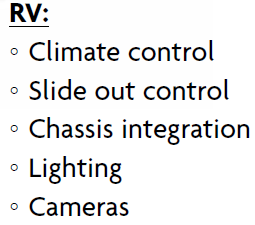 RV:
◦ Climate control
◦ Slide out control
◦ Chassis integration
◦ Lighting
◦ Cameras